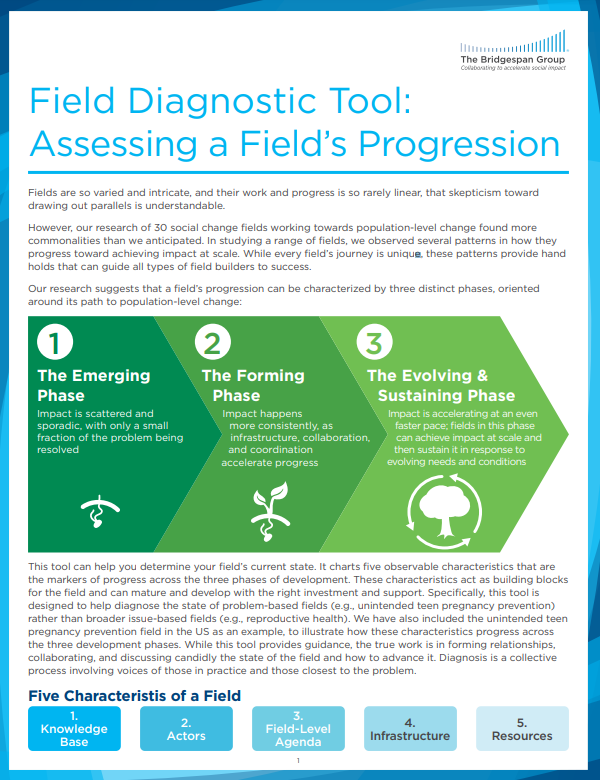 The Bridgespan Group
Collaborating to accelerate social impact
Field Diagnostic Tool:
Assessing a Field’s Progression
Fields are so varied and intricate, and their work and progress is so rarely linear, that skepticism toward
drawing out parallels is understandable.
However, our research of 30 social change fields working towards population-level change found more
commonalities than we anticipated. In studying a range of fields, we observed several patterns in how they
progress toward achieving impact at scale. While every field’s journey is unique, these patterns provide hand
holds that can guide all types of field builders to success.
Our research suggests that a field’s progression can be characterized by three distinct phases, oriented
around its path to population-level change:
1
The Emerging
Phase
Impact is scattered and
sporadic, with only a small
fraction of the problem being
resolved
2
The Forming
Phase
Impact happens
more consistently, as
infrastructure, collaboration,
and coordination
accelerate progress
3
The Evolving &
Sustaining Phase
Impact is accelerating at an even
faster pace; fields in this phase
can achieve impact at scale and
then sustain it in response to
evolving needs and conditions
This tool can help you determine your field’s current state. It charts five observable characteristics that are
the markers of progress across the three phases of development. These characteristics act as building blocks
for the field and can mature and develop with the right investment and support. Specifically, this tool is
designed to help diagnose the state of problem-based fields (e.g., unintended teen pregnancy prevention)
rather than broader issue-based fields (e.g., reproductive health). We have also included the unintended teen
pregnancy prevention field in the US as an example, to illustrate how these characteristics progress across
the three development phases. While this tool provides guidance, the true work is in forming relationships,
collaborating, and discussing candidly the state of the field and how to advance it. Diagnosis is a collective
process involving voices of those in practice and those closest to the problem.
Five Characteristis of a Field
1.
Knowledge
Base
2.
Actors
3.
Field-Level
Agenda
4.
Infrastructure
5.
Resources
1